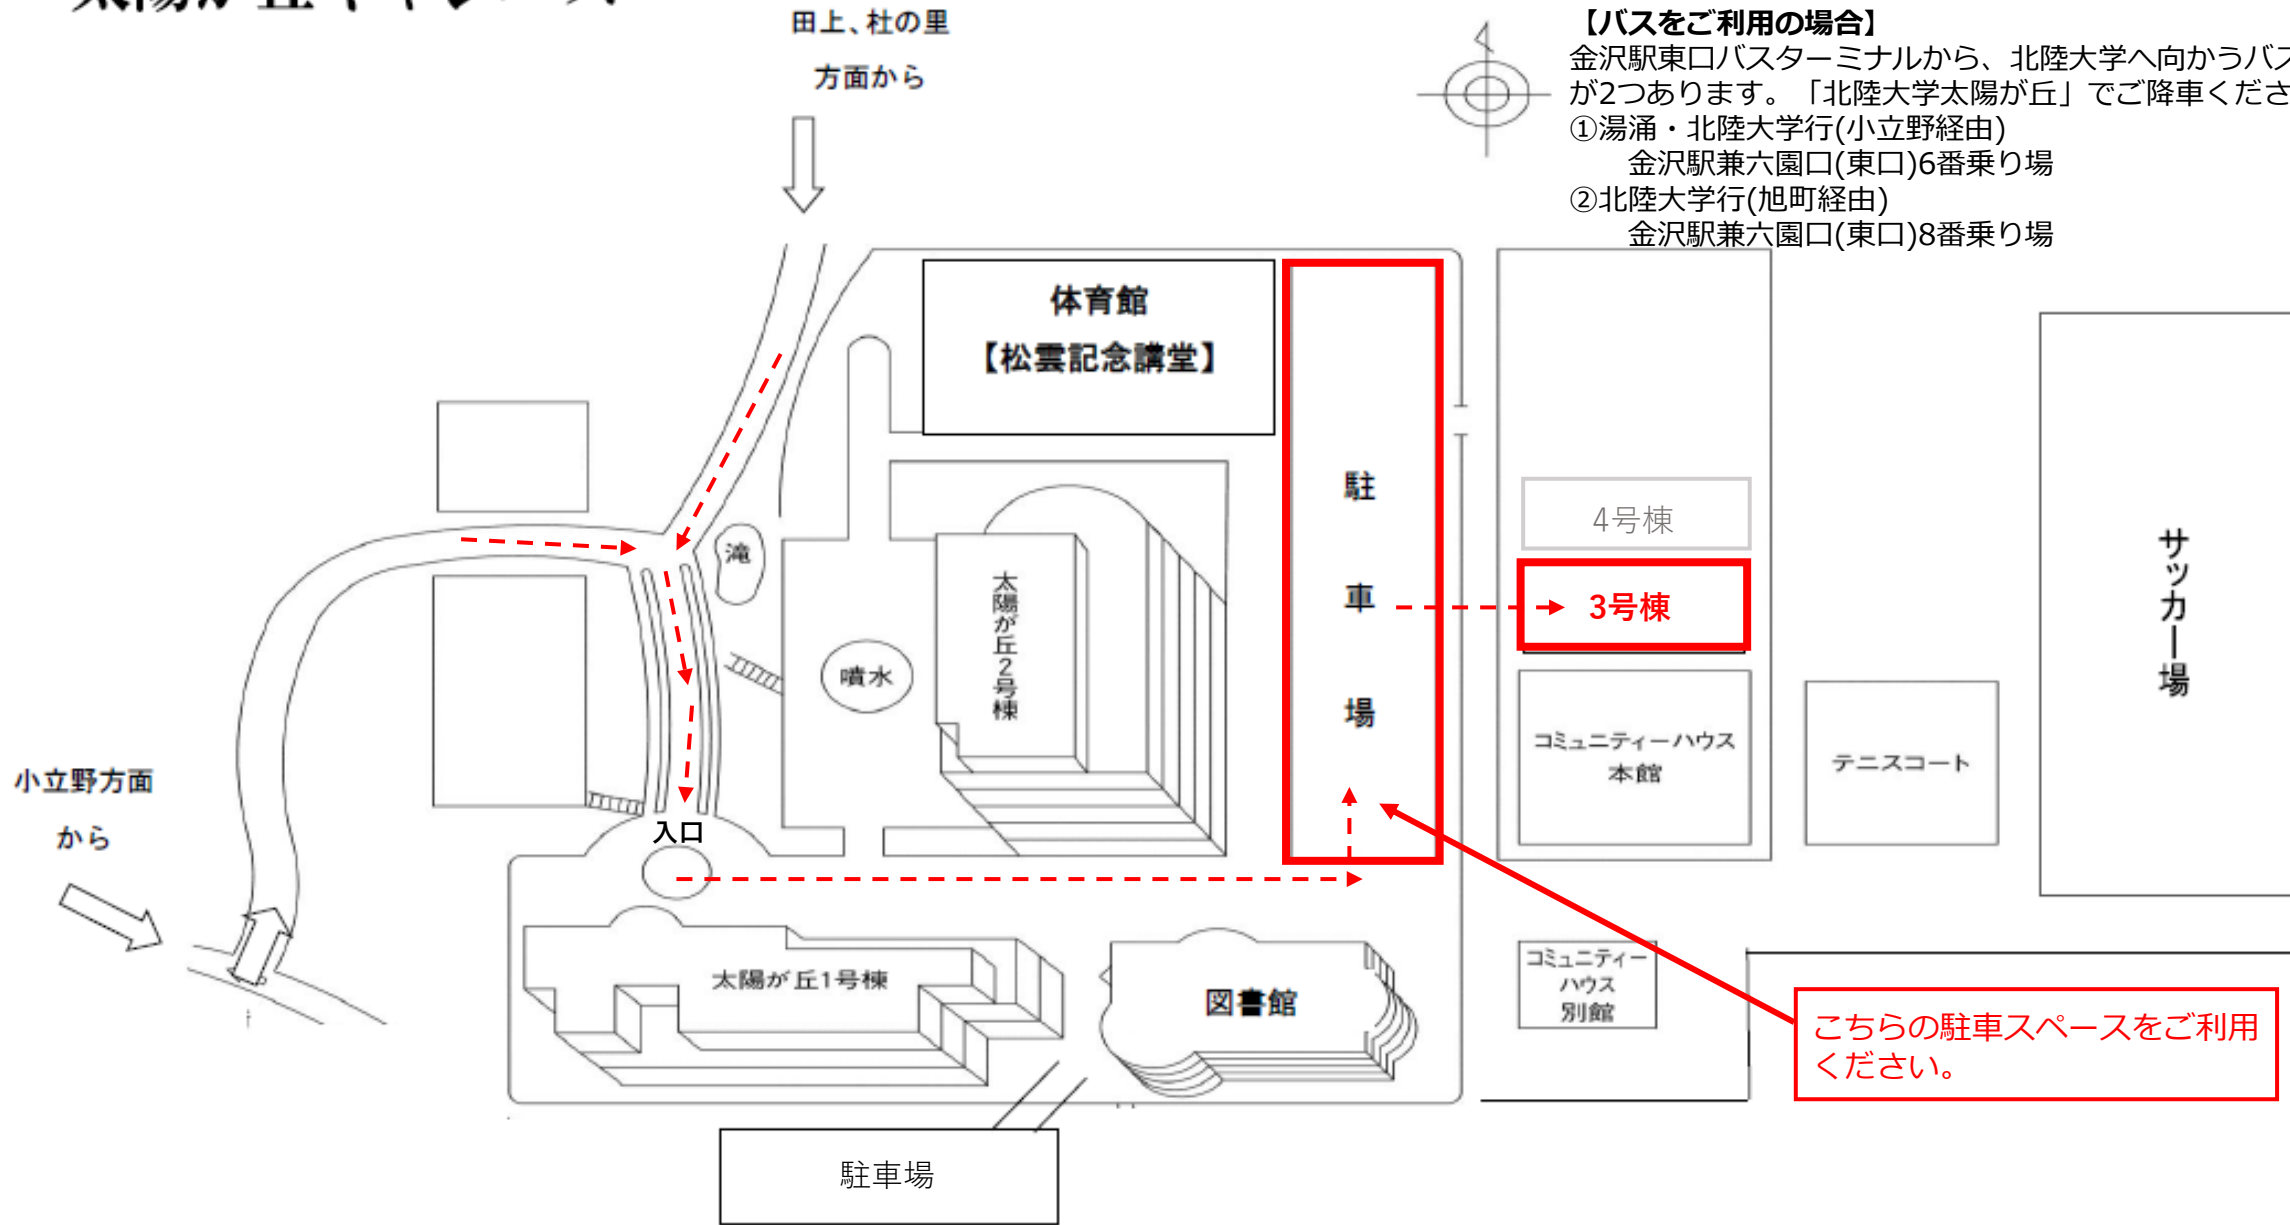 田上、杜の里
方面から
【バスをご利用の場合】
金沢駅東口バスターミナルから、北陸大学へ向かうバス
が2つあります。「北陸大学太陽が丘」でご降車くださ
①湯涌・北陸大学行(小立野経由)
金沢駅兼六園口(東口)6番乗り場
②北陸大学行(旭町経由)
金沢駅兼六園口(東口)8番乗り場
体育館
【松雲記念講堂】
駐車場
4号棟
3号棟
サッカー場
滝
噴水
太陽が丘2号棟
コミュニティーハウス
本館
テニスコート
小立野方面
から
入口
太陽が丘1号棟
図書館
コミュニティー
ハウス
別館
こちらの駐車スペースをご利用
ください。
駐車場